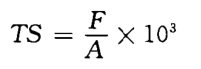 TS = F/A × 10³